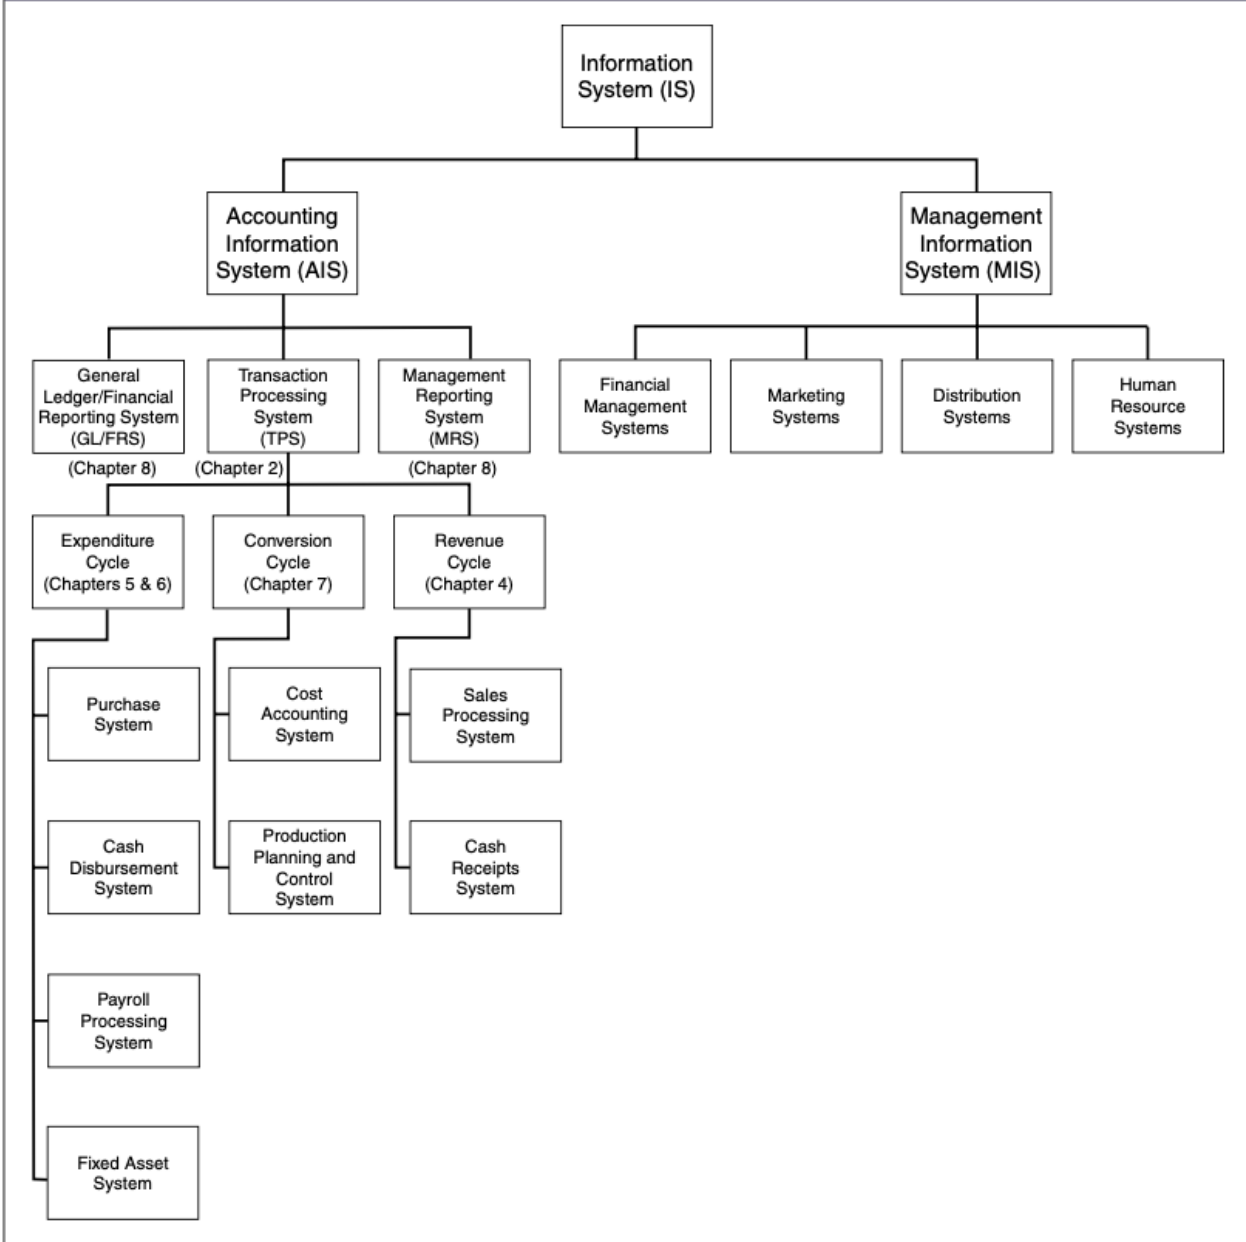 Information
System (IS)
Accounting
Information
System (AIS)
Management
Information
System (MIS)
General
Ledger/Financial
Reporting System
(GL/FRS)
Transaction
Processing
System
(TPS)
Management
Reporting
System
(MRS)
Financial
Management
Systems
Marketing
Systems
Distribution
Systems
Human
Resource
Systems
(Chapter 8)
(Chapter 2)
(Chapter 8)
Expenditure
Cycle
(Chapters 5 & 6)
Conversion
Cycle
(Chapter 7)
Revenue
Cycle
(Chapter 4)
Purchase
System
Cost
Accounting
System
Sales
Processing
System
Cash
Disbursement
System
Production
Planning and
Control
System
Cash
Receipts
System
Payroll
Processing
System
Fixed Asset
System